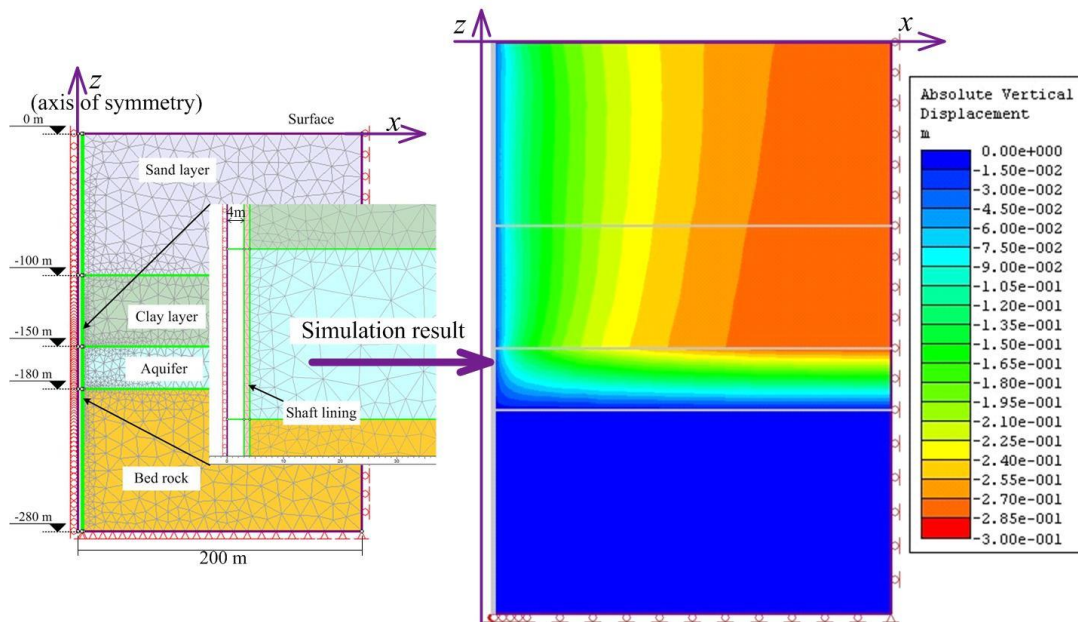 z
(axis of symmetry)
0 m
Surface
x
Sand layer
4m
-100 m
Clay layer
-150 m
Aquifer
-180 m
Shaft lining
Bed rock
0
10
20
30
-280 m
200 m
Simulation result
z
x
Absolute Vertical
Displacement
m
0.00e+000
-1.50e-002
-3.00e-002
-4.50e-002
-6.00e-002
-7.50e-002
-9.00e-002
-1.05e-001
-1.20e-001
-1.35e-001
-1.50e-001
-1.65e-001
-1.80e-001
-1.95e-001
-2.10e-001
-2.25e-001
-2.40e-001
-2.55e-001
-2.70e-001
-2.85e-001
-3.00e-001